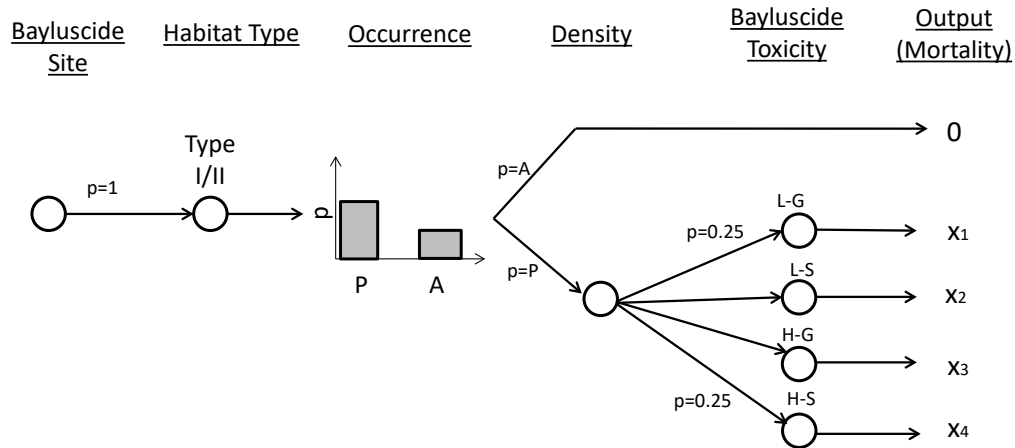 Bayluscide
Site
Habitat Type
Occurrence
Density
Bayluscide
Toxicity
Output
(Mortality)
p=1
Type
I/II
p
P
A
p=A
p=P
0
p=0.25
L-G
x1
L-S
x2
H-G
x3
p=0.25
H-S
x4